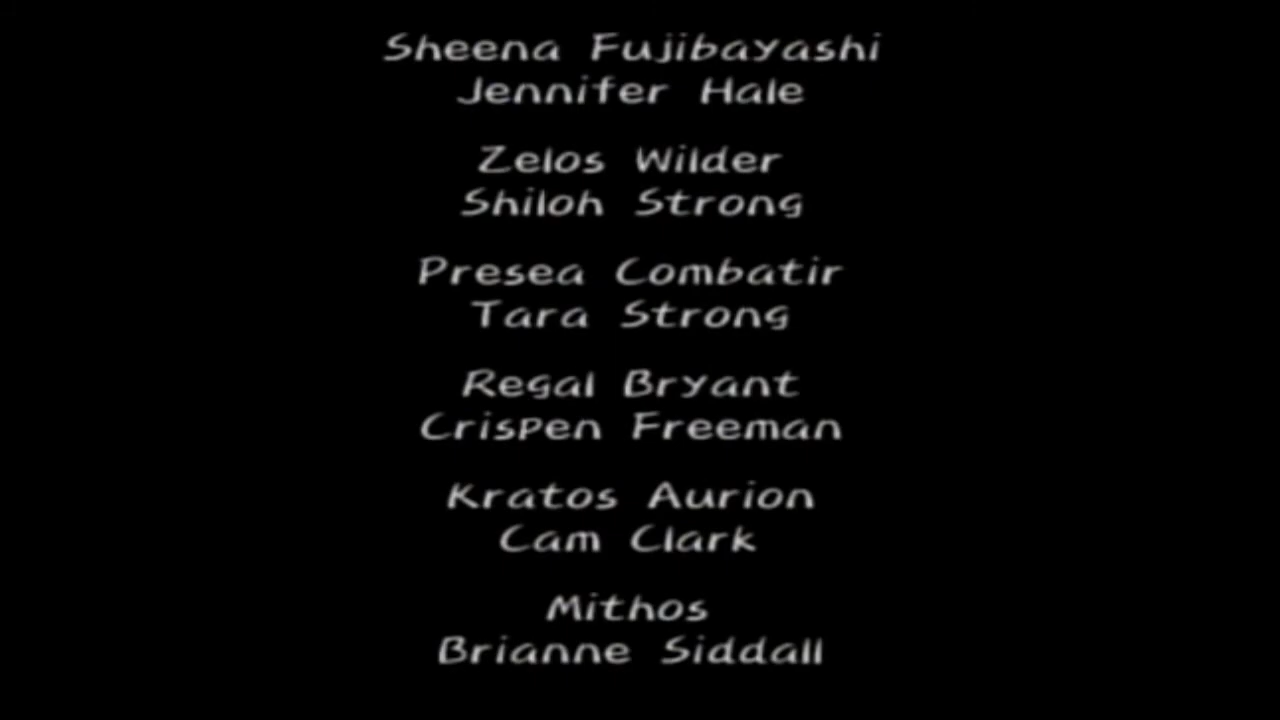 Sheena Fujibayashi
Jennifer Hale
Zelos Wilder
Shiloh Strong
Presea Combatir
Tara Strong
Regal Bryant
Crispen Freeman
Kratos Aurion
Cam Clark
Mithos
Brianne Siddall